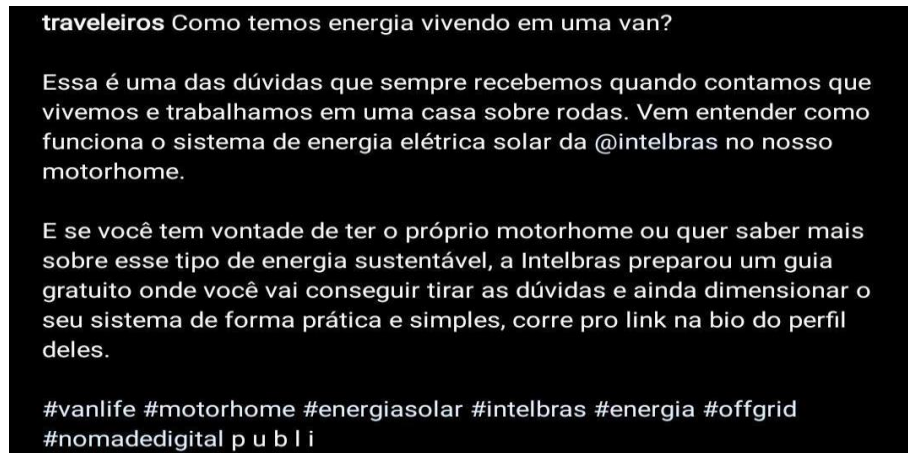 traveleiros Como temos energia vivendo em uma van?
Essa é uma das dúvidas que sempre recebemos quando contamos que
vivemos e trabalhamos em uma casa sobre rodas. Vem entender como
funciona o sistema de energia elétrica solar da @intelbras no nosso
motorhome.
E se você tem vontade de ter o próprio motorhome ou quer saber mais
sobre esse tipo de energia sustentável, a Intelbras preparou um guia
gratuito onde você vai conseguir tirar as dúvidas e ainda dimensionar o
seu sistema de forma prática e simples, corre pro link na bio do perfil
deles.
#vanlife #motorhome #energiasolar #intelbras #energia #offgrid
#nomadedigital p u b l i